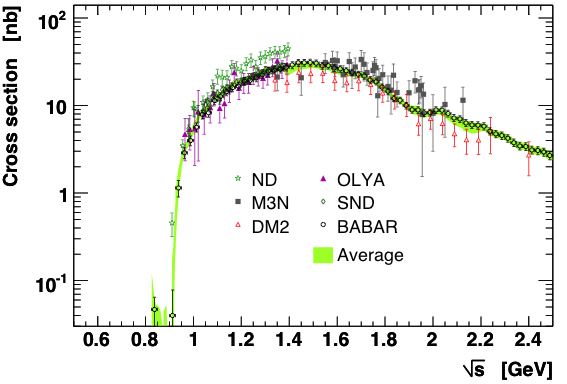 Cross section [nb]
10²
10
1
10⁻¹
ND
M3N
DM2
OLYA
SND
BABAR
Average
0.6 0.8 1 1.2 1.4 1.6 1.8 2 2.2 2.4
√s [GeV]